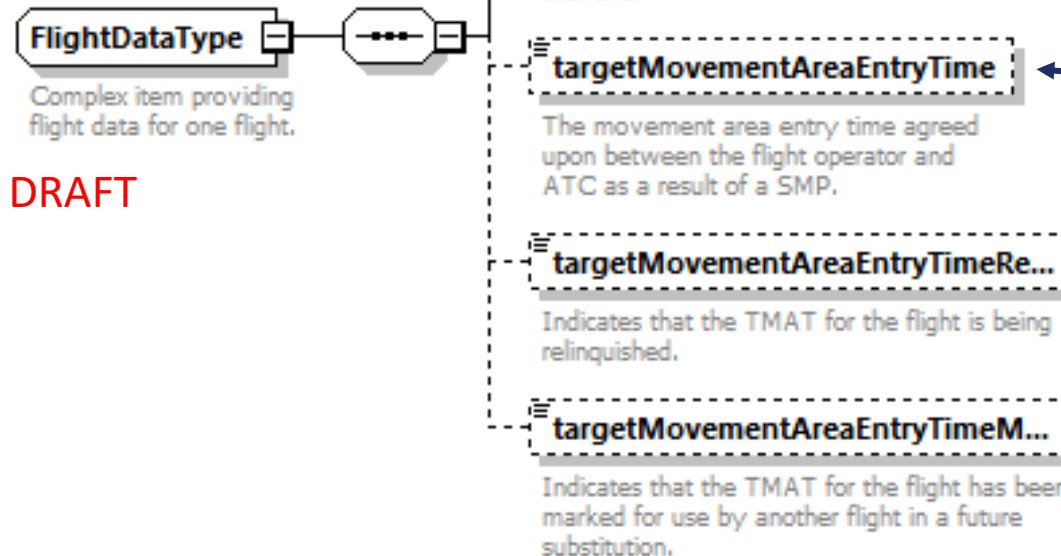 FlightDataType
Complex item providing
flight data for one flight.
DRAFT
targetMovementAreaEntryTime
The movement area entry time agreed
upon between the flight operator and
ATC as a result of a SMP.
targetMovementAreaEntryTimeRe...
Indicates that the TMAT for the flight is being
relinquished.
targetMovementAreaEntryTimeM...
Indicates that the TMAT for the flight has been
marked for use by another flight in a future
substitution.